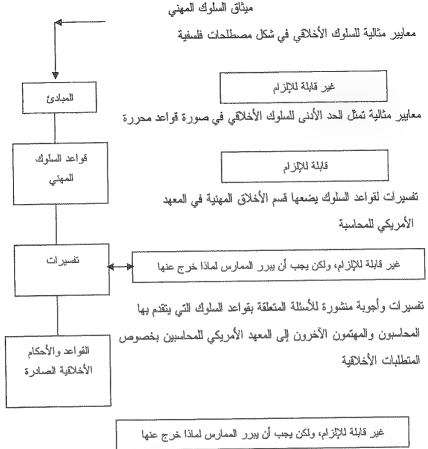 ميثاق السلوك المهني
معايير مثالية للسلوك الأخلاقي في شكل مصطلحات فلسفية
المبادئ
غير قابلة للإلزام
معايير مثالية تمثل الحد الأدنى للسلوك الأخلاقي في صورة قواعد محررة
قواعد السلوك
المهني
قابلة للإلزام
تفسيرات لقواعد السلوك يضعها قسم الأخلاق المهنية في المعهد
الأمريكي للمحاسبة
تفسيرات
غير قابلة للإلزام، ولكن يجب أن يبرر الممارس لماذا خرج عنها
تفسيرات وأجوبة منشورة للأسئلة المتعلقة بقواعد السلوك التي يتقدم بها
المحاسبون والمهتمون الآخرون إلى المعهد الأمريكي للمحاسبين بخصوص
المتطلبات الأخلاقية
القواعد والأحكام
الأخلاقية الصادرة
غير قابلة للإلزام، ولكن يجب أن يبرر الممارس لماذا خرج عنها